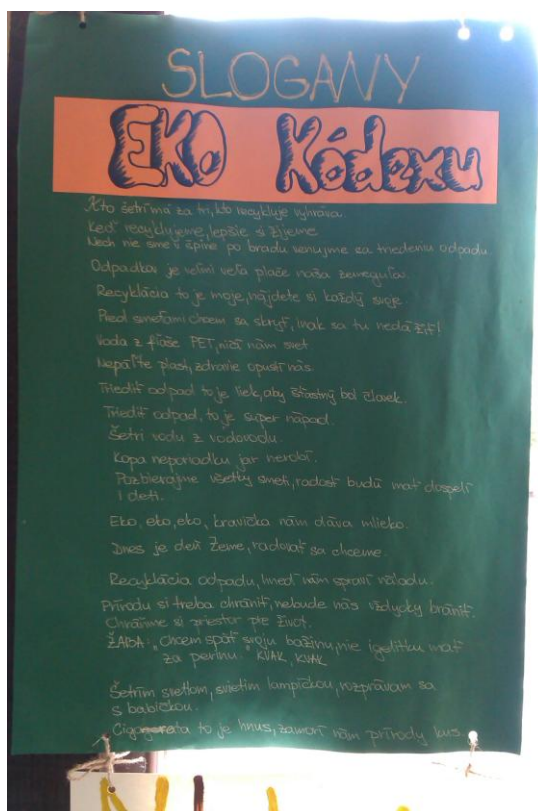 SLOGANY
EKO Kódexu
Kto šetrí má za tri, kto recykluje vyhráva.
Keď recyklujeme, lepšie si žijeme
Nech nie sme v špine po bradu venujme sa triedeniu odpadu
Odpadkov je veľmi veľa plače naša zemeguľa.
Recyklácia to je moje, nájdete si každý svoje.
Pred smeťami chcem sa skryť, inak sa tu nedá žiť!
Voda z fľaše PET, ničí nám svet
Nepáľte plast, zdravie opustí nás.
Triediť odpad to je liek, aby šťastný bol človek.
Triediť odpad, to je super nápad.
Šetri vodu z vodovodu.
Kopa neporiadku jar nerobí.
Pozbierajme všetky smeti, radosť budú mať dospelí
i deti.
Eko, eko, eko, kravička nám dáva mlieko.
Dnes je deň Zeme, radovať sa chceme.
Recyklácia odpadu, hneď nám spraví náladu.
Prírodu si treba chrániť, nebude nás vždycky brániť.
Chráňme si priestor pre život.
ŽABA: "Chcem späť svoju bažinu, nie igelitku mať
za perinu." KVAK, KVAK
Šetrím svetlom, svietim lampičkou, rozprávam sa
s babičkou.
to je hnus, zamorí nám prírody kus.